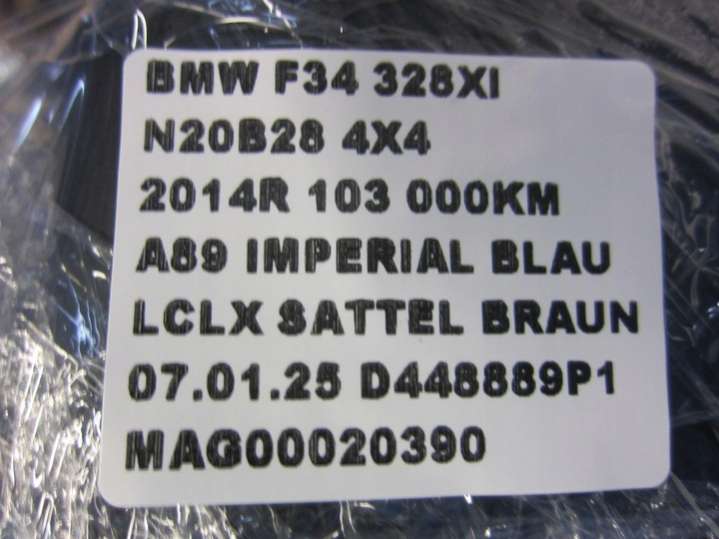 BMW F34 328XI
N20B28 4X4
2014R 103 000KM
A89 IMPERIAL BLAU
LCLX SATTEL BRAUN
07.01.25 D448889P1
MAG00020390